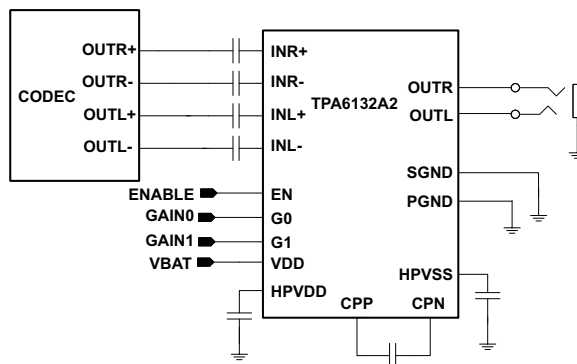 CODEC
OUTR+
OUTR-
OUTL+
OUTL-
TPA6132A2
INR+
INR-
INL+
INL-
EN
G0
G1
VDD
HPVDD
CPP
CPN
OUTR
OUTL
SGND
PGND
HPVSS
ENABLE
GAIN0
GAIN1
VBAT